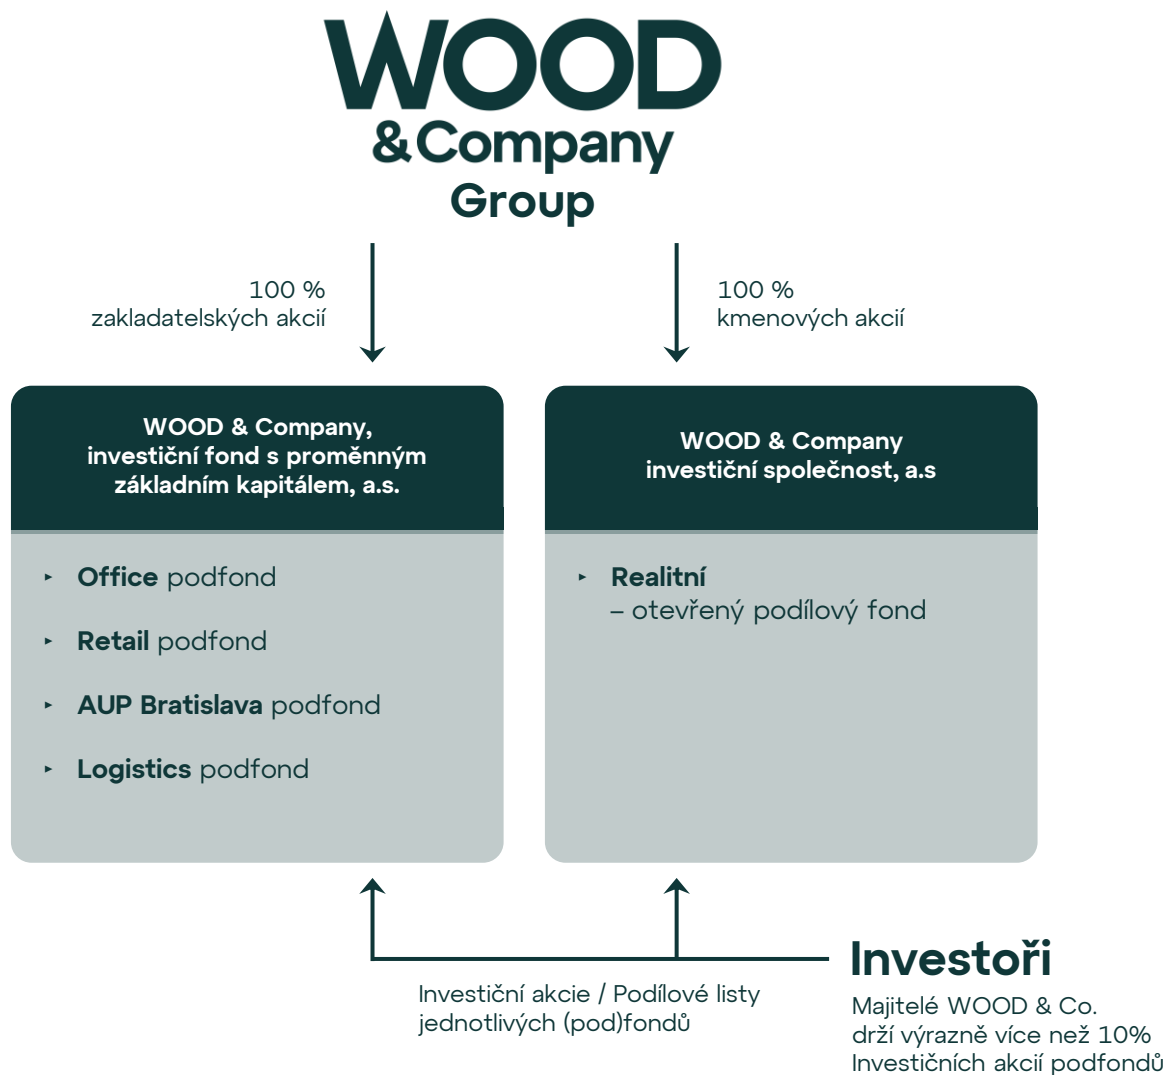 WOOD
&Company
Group
100 %
zakladatelských akcií
100 %
kmenových akcií
WOOD & Company,
investiční fond s proměnným
základním kapitálem, a.s.
WOOD & Company
investiční společnost, a.s
▸ Office podfond
▸ Retail podfond
▸ AUP Bratislava podfond
▸ Logistics podfond
▸ Realitní
– otevřený podílový fond
Investoři
Investiční akcie / Podílové listy
jednotlivých (pod)fondů
Majitelé WOOD & Co.
drží výrazně více než 10%
Investičních akcií podfondů